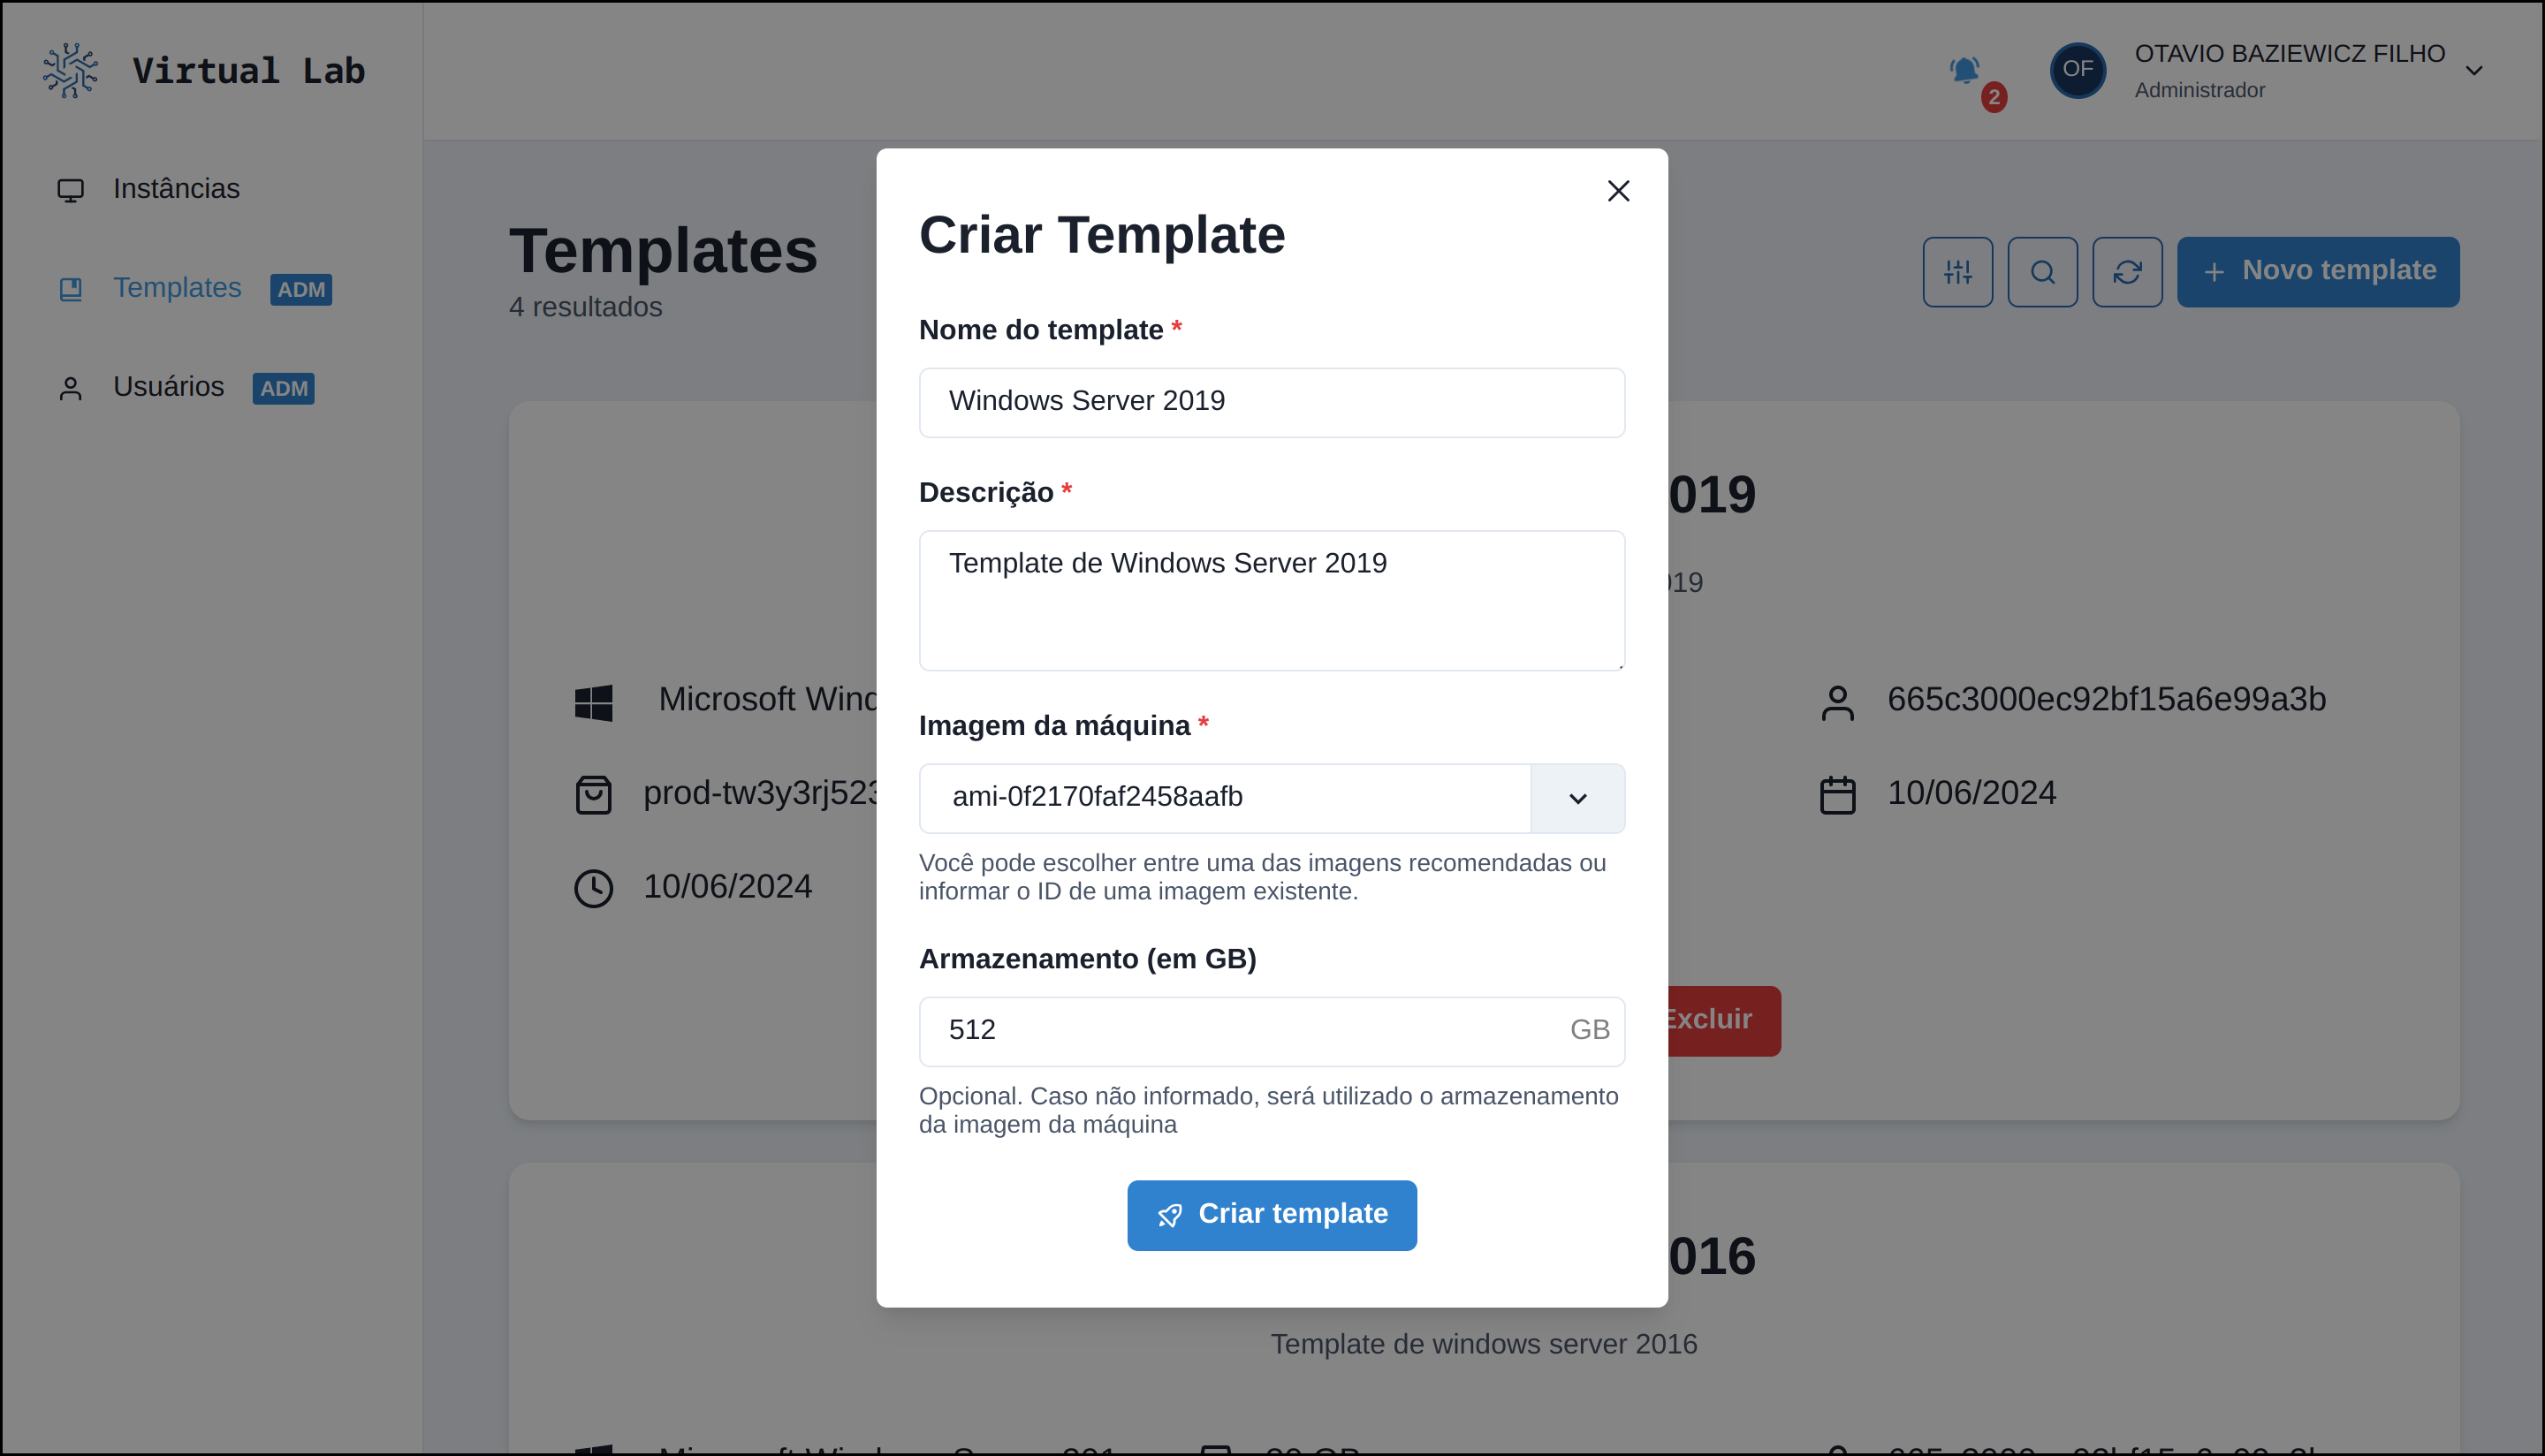 Virtual Lab
2
OF
OTAVIO BAZIEWICZ FILHO
Administrador
Instâncias
Templates ADM
Usuários ADM
Templates
4 resultados
Novo template
Criar Template
Nome do template *
Windows Server 2019
Descrição *
Template de Windows Server 2019
Imagem da máquina *
ami-0f2170faf2458aafb
Você pode escolher entre uma das imagens recomendadas ou
informar o ID de uma imagem existente.
Armazenamento (em GB)
512 GB
Opcional. Caso não informado, será utilizado o armazenamento
da imagem da máquina
Criar template
019
019
Microsoft Wind
665c3000ec92bf15a6e99a3b
prod-tw3y3rj523
10/06/2024
10/06/2024
Excluir
016
Template de windows server 2016